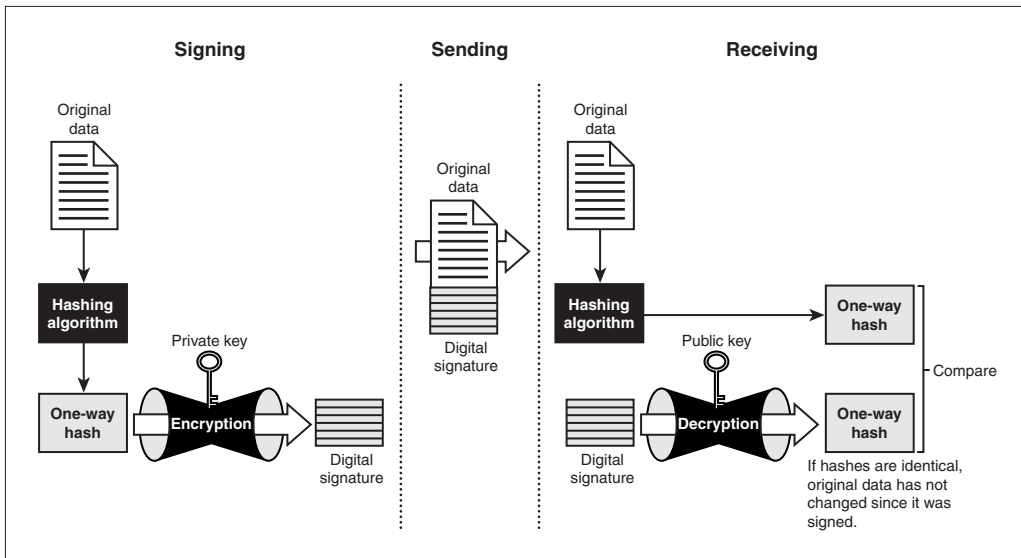 Signing
Original
data
Hashing
algorithm
One-way
hash
Private key
Encryption
Digital
signature
Sending
Original
data
Digital
signature
Receiving
Original
data
Hashing
algorithm
One-way
hash
Digital
signature
Public key
Decryption
One-way
hash
Compare
If hashes are identical,
original data has not
changed since it was
signed.